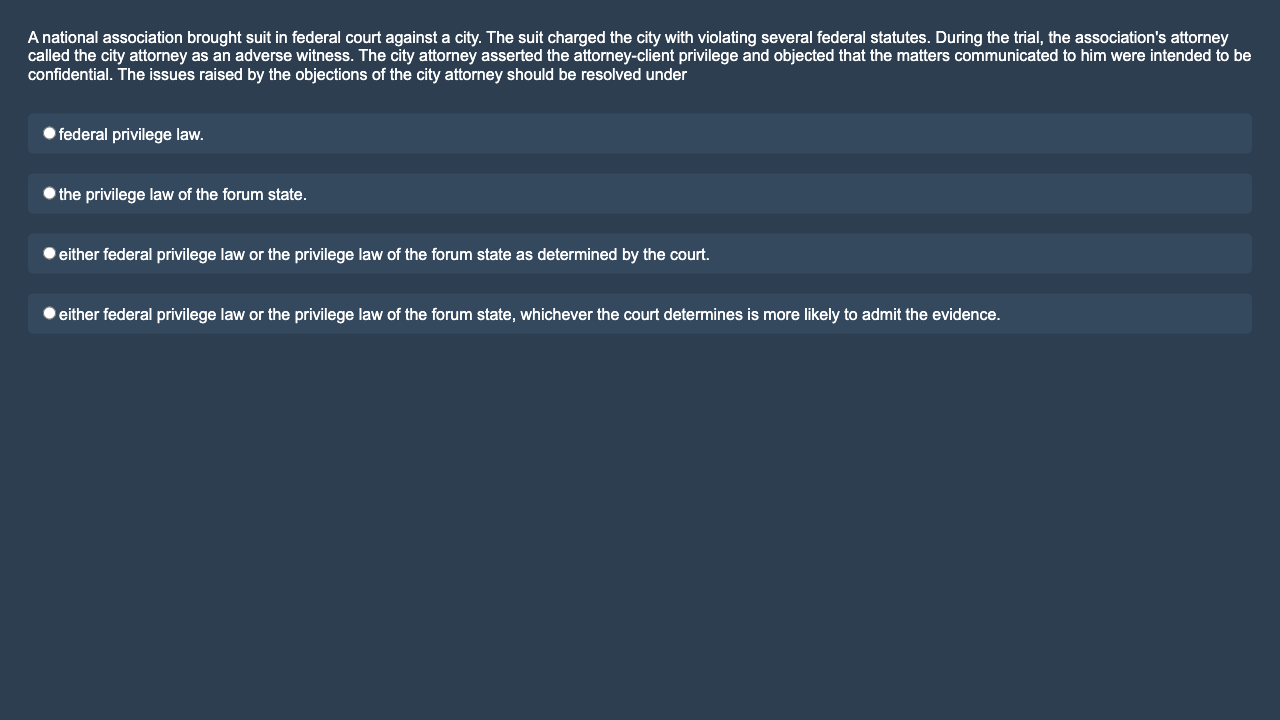 A national association brought suit in federal court against a city. The suit charged the city with violating several federal statutes. During the trial, the association's attorney
called the city attorney as an adverse witness. The city attorney asserted the attorney-client privilege and objected that the matters communicated to him were intended to be
confidential. The issues raised by the objections of the city attorney should be resolved under
federal privilege law.
the privilege law of the forum state.
either federal privilege law or the privilege law of the forum state as determined by the court.
either federal privilege law or the privilege law of the forum state, whichever the court determines is more likely to admit the evidence.